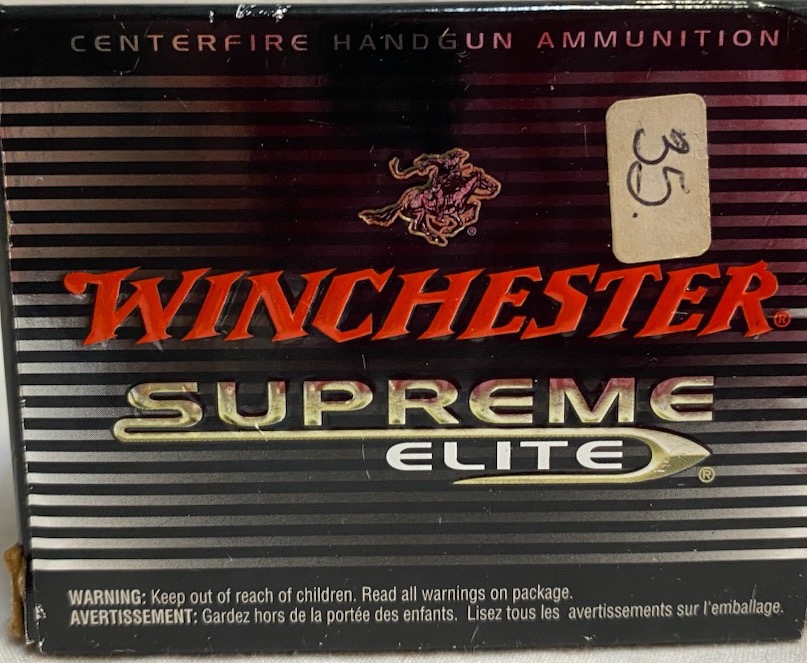 CENTERFIRE HANDGUN AMMUNITION
35.
®
WINCHESTER®
SUPREME
ELITE®
WARNING: Keep out of reach of children. Read all warnings on package.
AVERTISSEMENT: Gardez hors de la portée des enfants. Lisez tous les avertissements sur l'emballage.